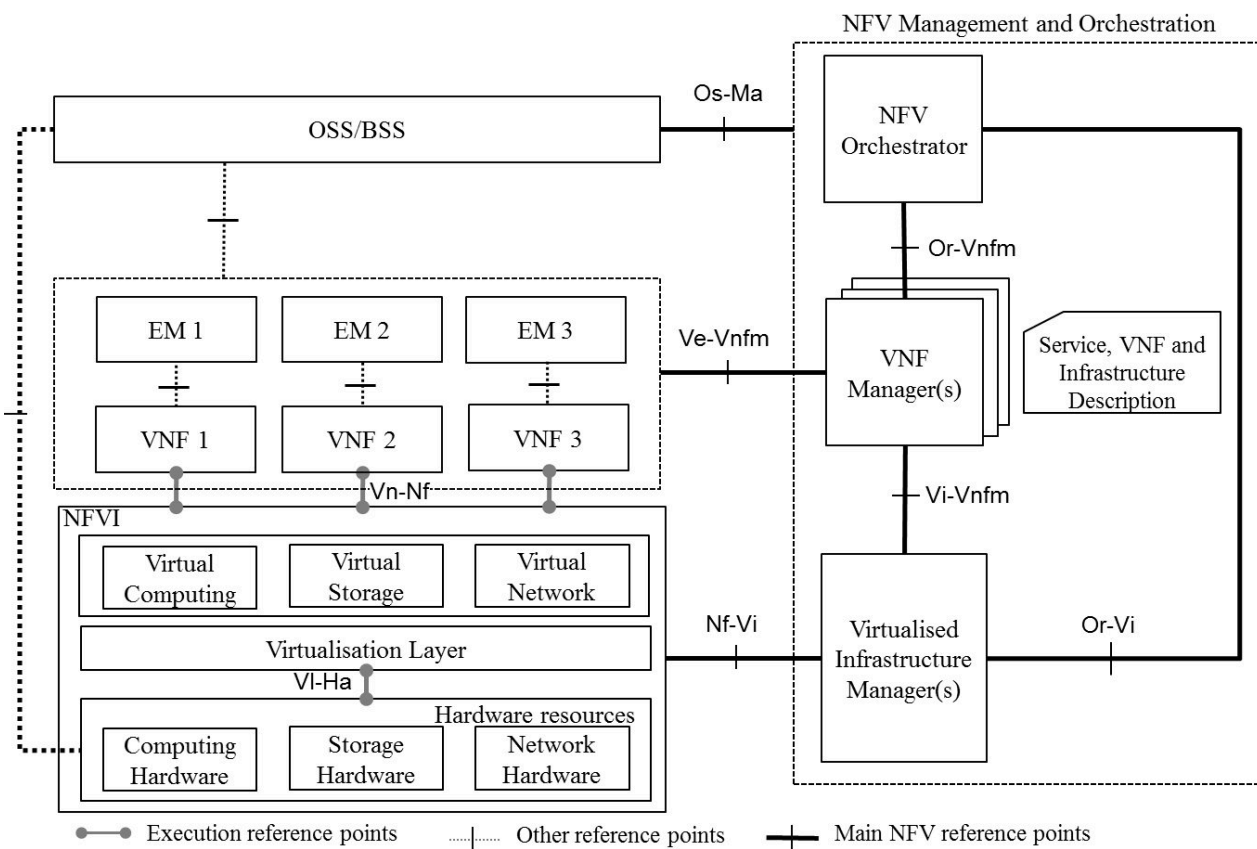 NFV Management and Orchestration
Os-Ma
OSS/BSS
NFV
Orchestrator
Or-Vnfm
EM 1
EM 2
EM 3
Ve-Vnfm
VNF
Manager(s)
Service, VNF and
Infrastructure
Description
VNF 1
VNF 2
VNF 3
Vn-Nf
Vi-Vnfm
NFVI
Virtual
Computing
Virtual
Storage
Virtual
Network
Virtualisation Layer
Nf-Vi
Virtualised
Infrastructure
Manager(s)
Or-Vi
Vl-Ha
Hardware resources
Computing
Hardware
Storage
Hardware
Network
Hardware
Execution reference points
Other reference points
Main NFV reference points